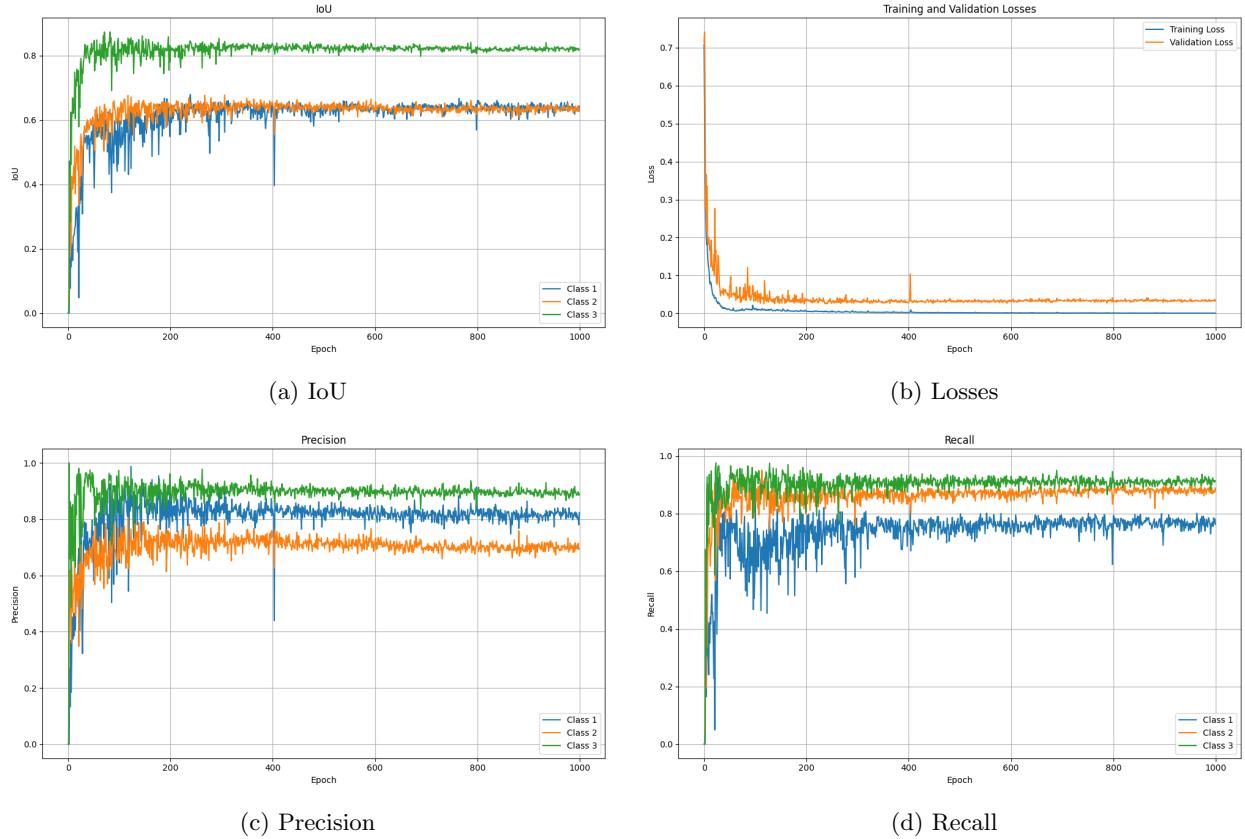 IoU
IoU
0.8
0.6
0.4
0.2
0.0
Class 1
Class 2
Class 3
0 200 400 600 800 1000
Epoch
(a) IoU
Training and Validation Losses
Loss
0.7
0.6
0.5
0.4
0.3
0.2
0.1
0.0
Training Loss
Validation Loss
0 200 400 600 800 1000
Epoch
(b) Losses
Precision
Precision
1.0
0.8
0.6
0.4
0.2
0.0
Class 1
Class 2
Class 3
0 200 400 600 800 1000
Epoch
(c) Precision
Recall
Recall
1.0
0.8
0.6
0.4
0.2
0.0
Class 1
Class 2
Class 3
0 200 400 600 800 1000
Epoch
(d) Recall